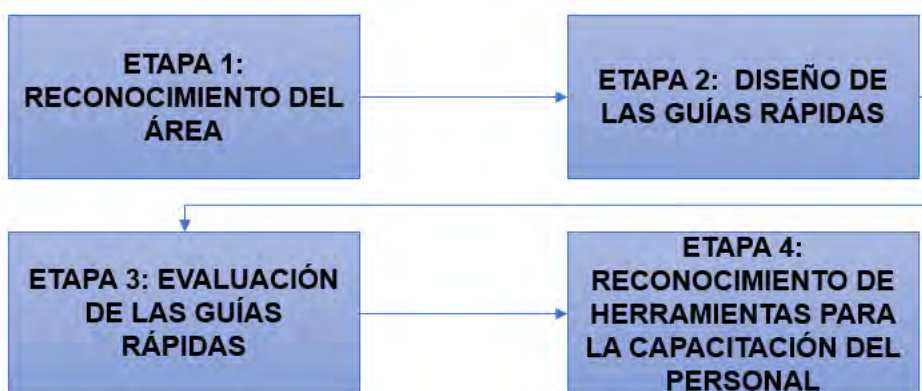 ETAPA 1:
RECONOCIMIENTO DEL
ÁREA
ETAPA 2: DISEÑO DE
LAS GUÍAS RÁPIDAS
ETAPA 3: EVALUACIÓN
DE LAS GUÍAS
RÁPIDAS
ETAPA 4:
RECONOCIMIENTO DE
HERRAMIENTAS PARA
LA CAPACITACIÓN DEL
PERSONAL